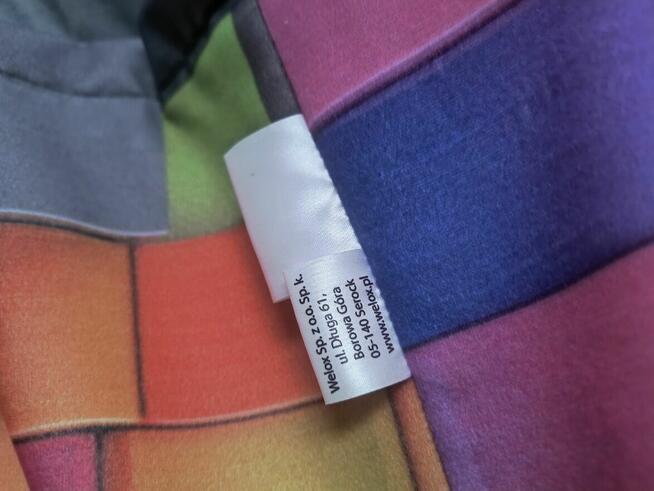 Welox Sp. z o.o. Sp. k.
ul. Długa 61,
Borowa Góra
05-140 Serock
www.welox.pl